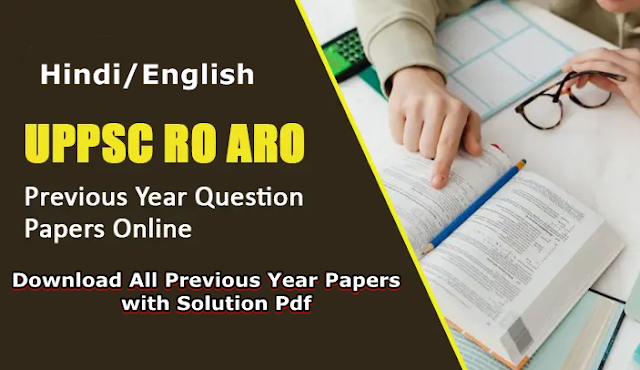 Hindi/English
UPPSC RO ARO
Previous Year Question
Papers Online
Download All Previous Year Papers
with Solution Pdf